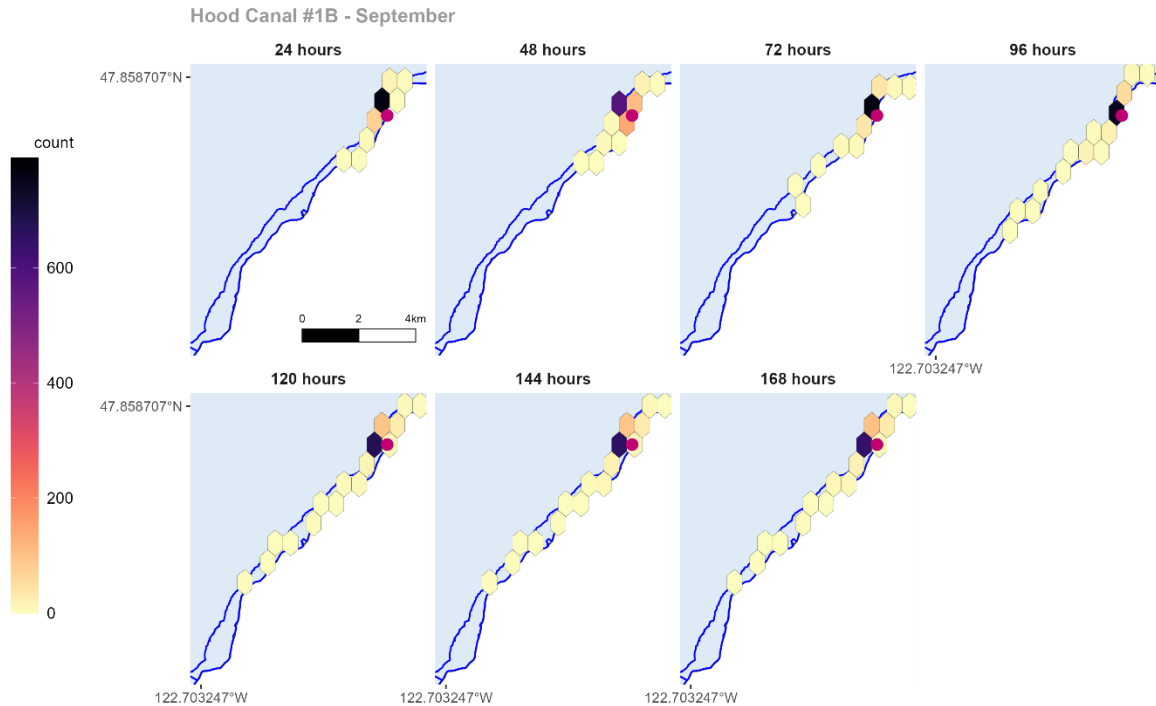 Hood Canal #1B - September
24 hours
48 hours
72 hours
96 hours
47.858707°N
count
600
400
200
0
0 2 4km
122.703247°W
120 hours
144 hours
168 hours
47.858707°N
122.703247°W
122.703247°W
122.703247°W